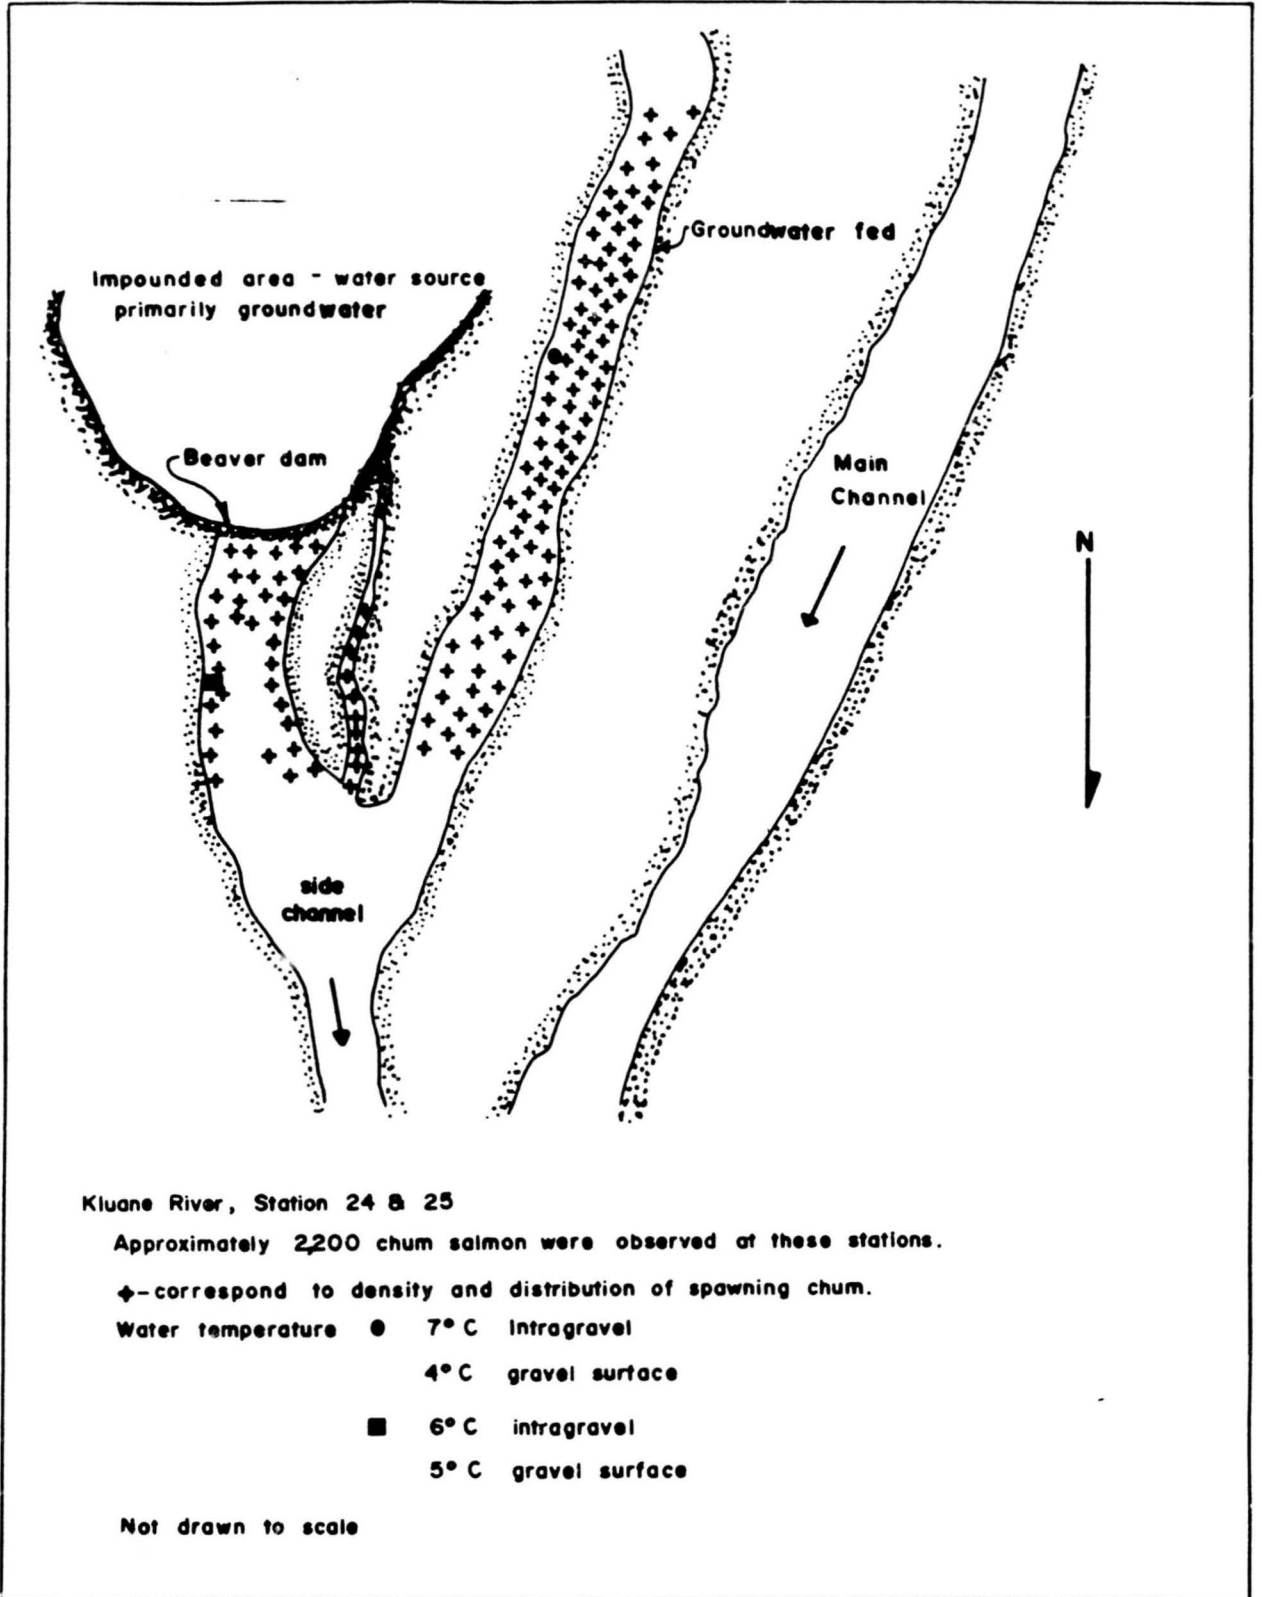 Impounded area - water source
primarily groundwater
Groundwater fed
Beaver dam
Main
Channel
N
side
channel
Kluane River, Station 24 & 25
Approximately 2,200 chum salmon were observed at these stations.
+-correspond to density and distribution of spawning chum.
Water temperature ● 7° C Intragravel
4° C gravel surface
■ 6° C intragravel
5° C gravel surface
Not drawn to scale